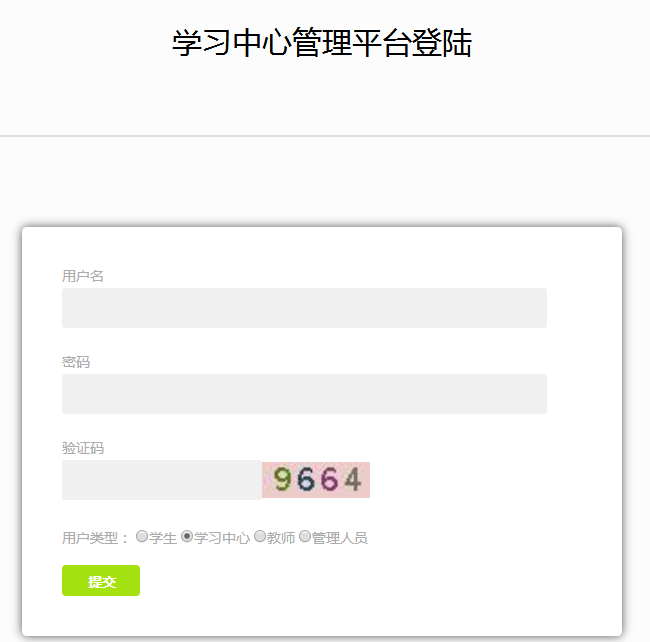 学习中心管理平台登陆
用户名
密码
验证码
9664
用户类型： 学生 学习中心 教师 管理人员
提交